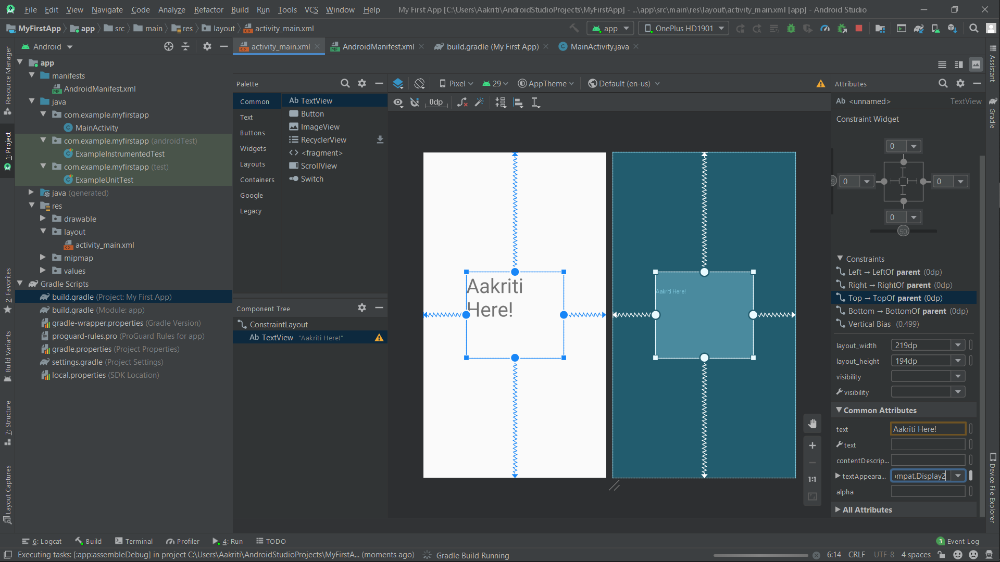 File Edit View Navigate Code Analyze Refactor Build Run Tools VCS Window Help My First App [C:\Users\Aakriti\AndroidStudioProjects\MyFirstApp] - ...\app\src\main\res\layout\activity_main.xml [app] - Android Studio
MyFirstApp app src main res layout activity_main.xml app OnePlus HD1901
Android activity_main.xml AndroidManifest.xml build.gradle (My First App) MainActivity.java
Resource Manager
1: Project
2: Favorites
Build Variants
7: Structure
Layout Captures
app
manifests
MF AndroidManifest.xml
java
com.example.myfirstapp
C MainActivity
com.example.myfirstapp (androidTest)
C ExampleInstrumentedTest
com.example.myfirstapp (test)
C ExampleUnitTest
java (generated)
res
drawable
layout
activity_main.xml
mipmap
values
Gradle Scripts
build.gradle (Project: My First App)
build.gradle (Module: app)
gradle-wrapper.properties (Gradle Version)
proguard-rules.pro (ProGuard Rules for app)
gradle.properties (Project Properties)
settings.gradle (Project Settings)
local.properties (SDK Location)
Palette
Common
Text
Buttons
Widgets
Layouts
Containers
Google
Legacy
Ab TextView
Button
ImageView
RecyclerView
<> <fragment>
ScrollView
Switch
Component Tree
ConstraintLayout
Ab TextView "Aakriti Here!"
Pixel 29 AppTheme Default (en-us)
0dp
Aakriti
Here!
Aakriti Here!
1:1
Attributes
Ab <unnamed> TextView
Constraint Widget
0
0
0
0
50
Constraints
Left → LeftOf parent (0dp)
Right → RightOf parent (0dp)
Top → TopOf parent (0dp)
Bottom → BottomOf parent (0dp)
Vertical Bias (0.499)
layout_width 219dp
layout_height 194dp
visibility
visibility
Common Attributes
text Aakriti Here!
text
contentDescrip...
textAppeara... mpat.Display2
alpha
All Attributes
Assistant
Gradle
Device File Explorer
6: Logcat Build Terminal Profiler 4: Run TODO 3 Event Log
Executing tasks: [:app:assembleDebug] in project C:\Users\Aakriti\AndroidStudioProjects\MyFirstA... (moments ago) Gradle Build Running 6:14 CRLF UTF-8 4 spaces